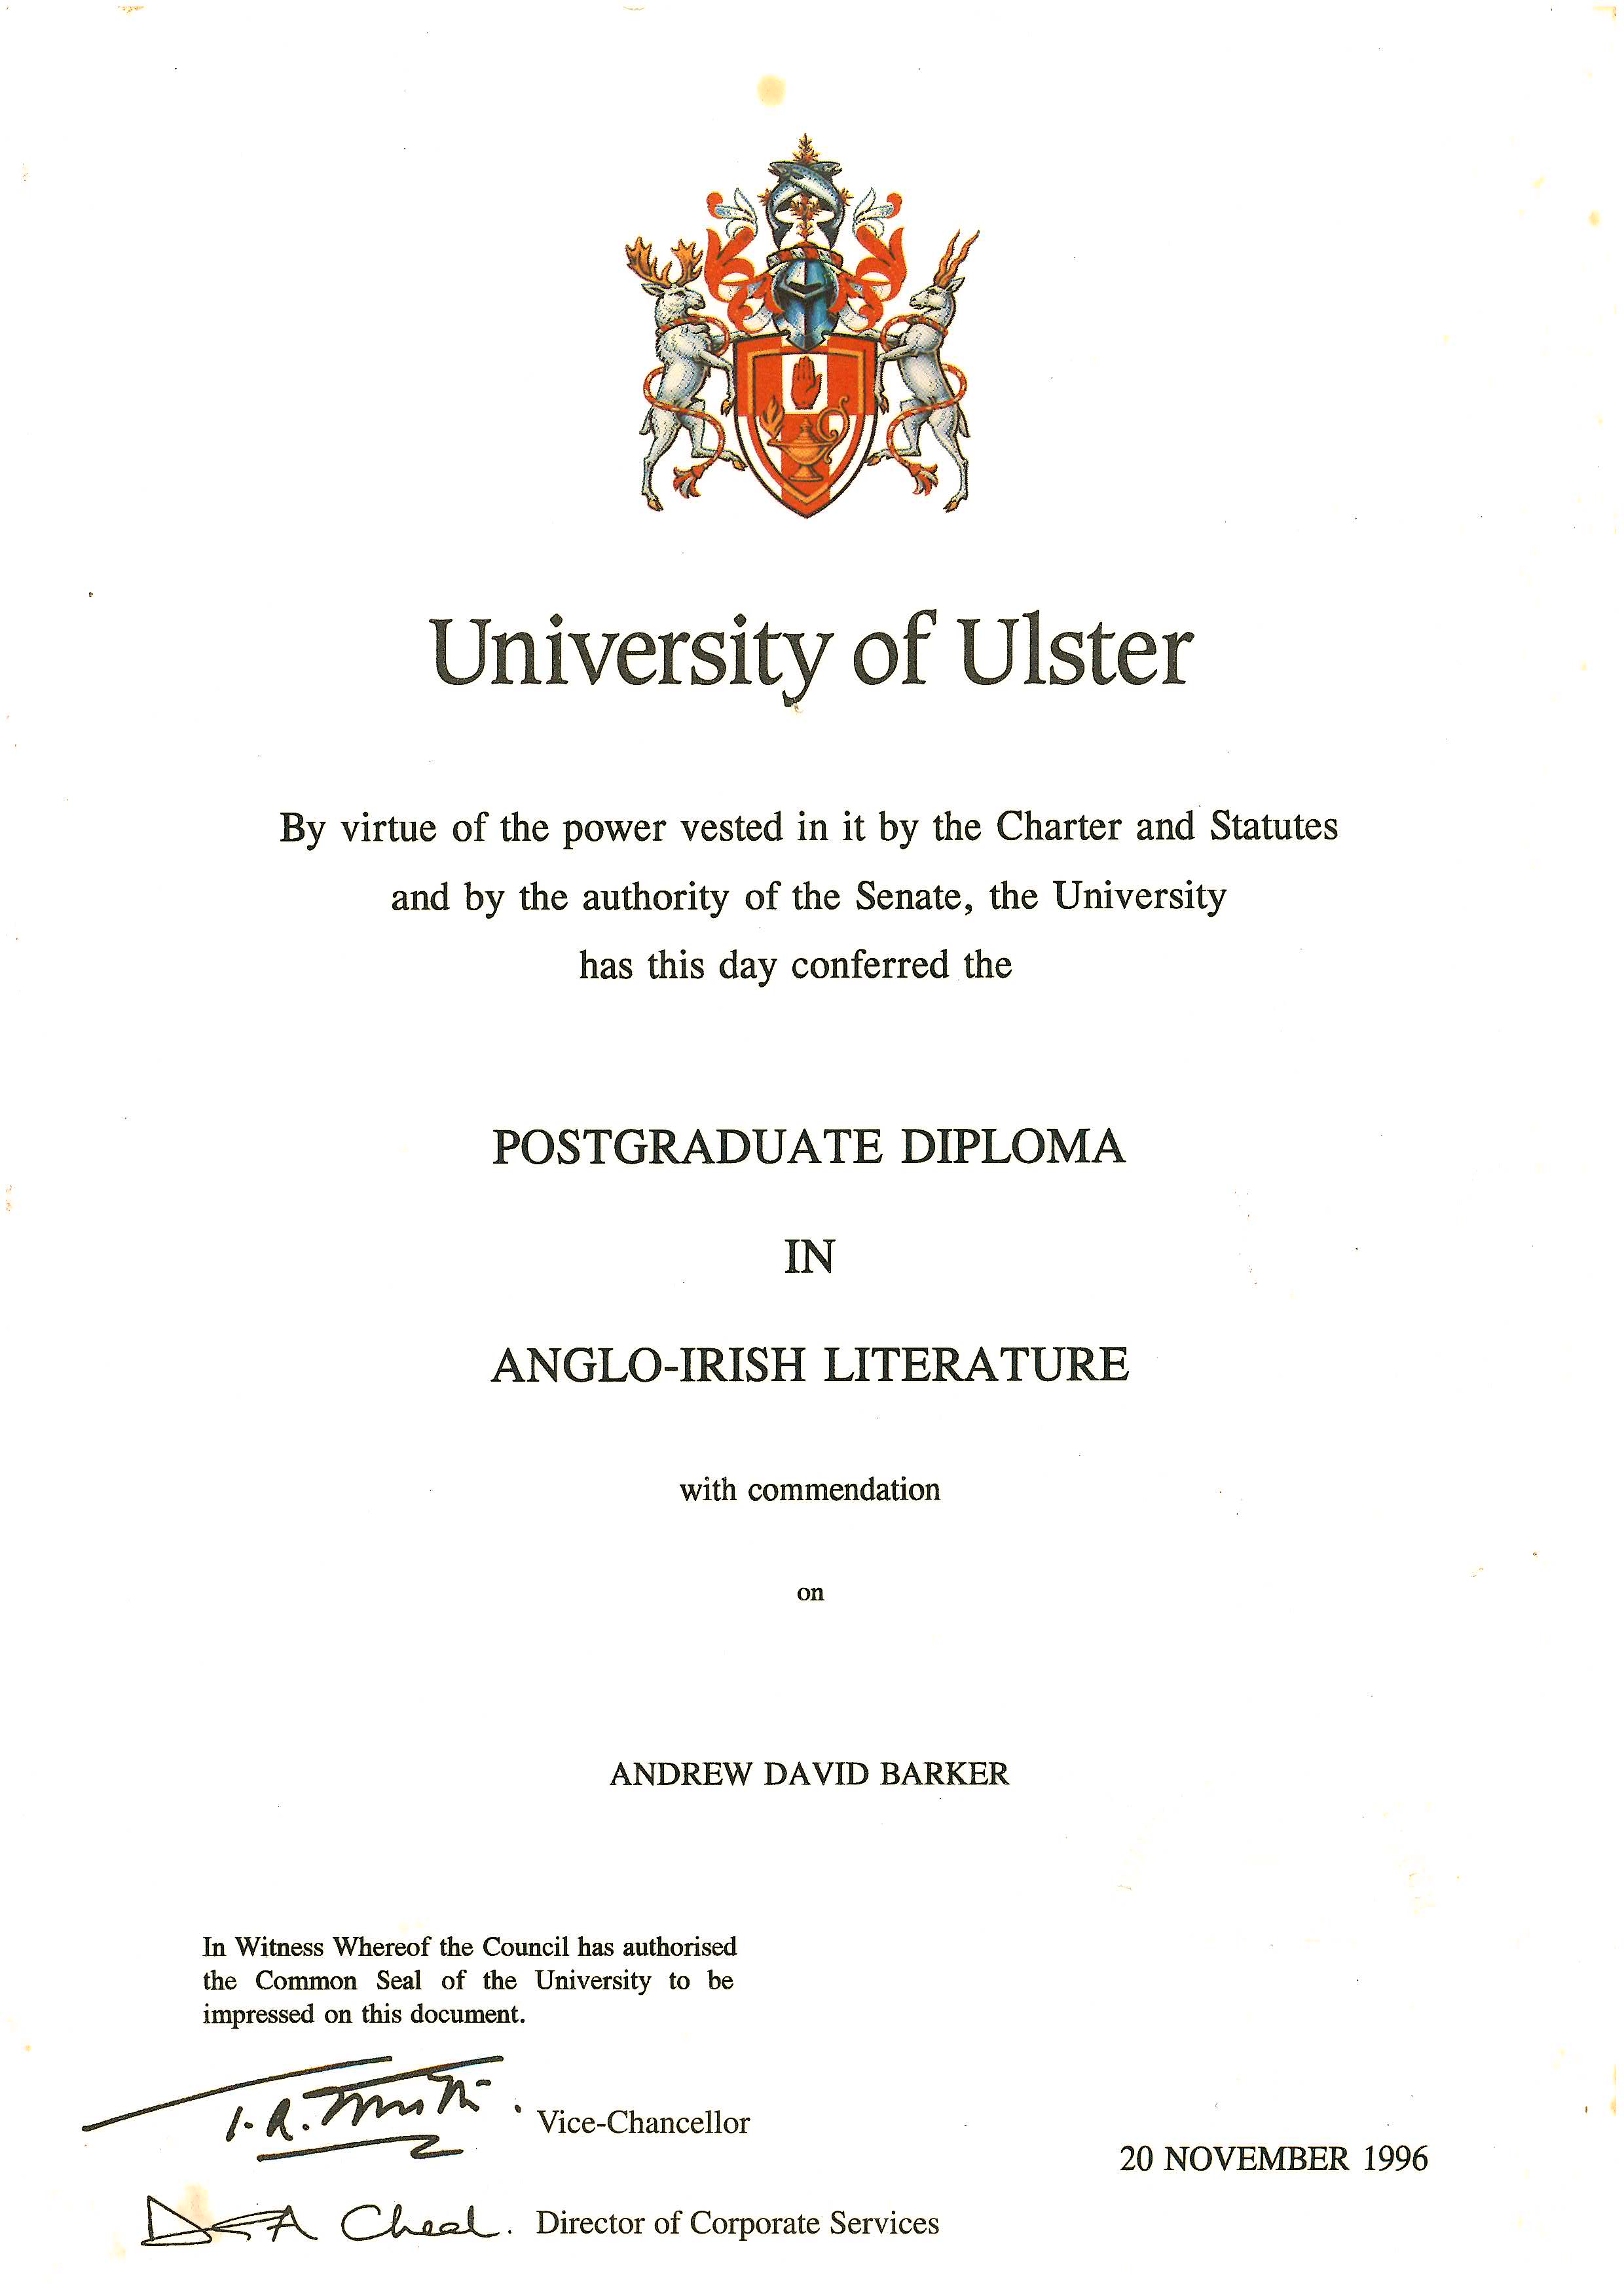 University of Ulster
By virtue of the power vested in it by the Charter and Statutes
and by the authority of the Senate, the University
has this day conferred the
POSTGRADUATE DIPLOMA
IN
ANGLO-IRISH LITERATURE
with commendation
on
ANDREW DAVID BARKER
In Witness Whereof the Council has authorised
the Common Seal of the University to be
impressed on this document.
Vice-Chancellor
20 NOVEMBER 1996
Cheal. Director of Corporate Services